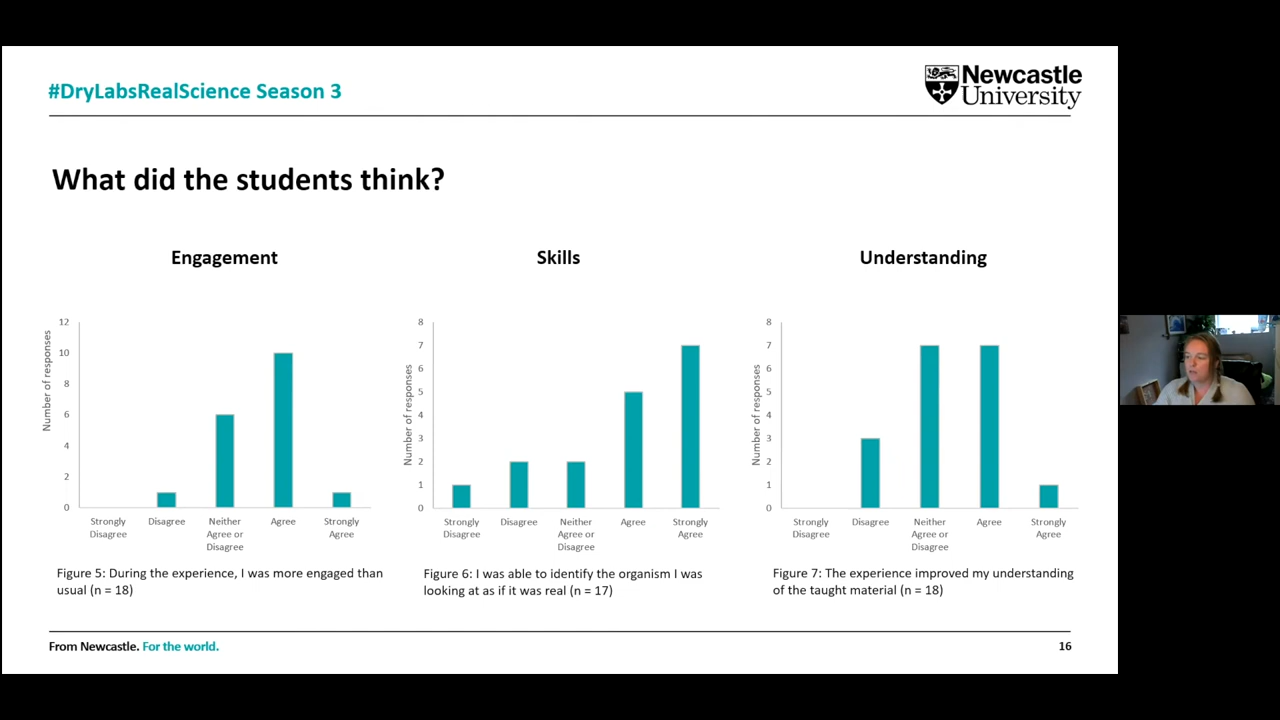 #DryLabsRealScience Season 3
Newcastle
University
What did the students think?
Engagement
Number of responses
12
10
8
6
4
2
0
Strongly
Disagree
Disagree
Neither
Agree or
Disagree
Agree
Strongly
Agree
Figure 5: During the experience, I was more engaged than
usual (n = 18)
Skills
Number of responses
8
7
6
5
4
3
2
1
0
Strongly
Disagree
Disagree
Neither
Agree or
Disagree
Agree
Strongly
Agree
Figure 6: I was able to identify the organism I was
looking at as if it was real (n = 17)
Understanding
Number of responses
8
7
6
5
4
3
2
1
0
Strongly
Disagree
Disagree
Neither
Agree or
Disagree
Agree
Strongly
Agree
Figure 7: The experience improved my understanding
of the taught material (n = 18)
From Newcastle. For the world.
16